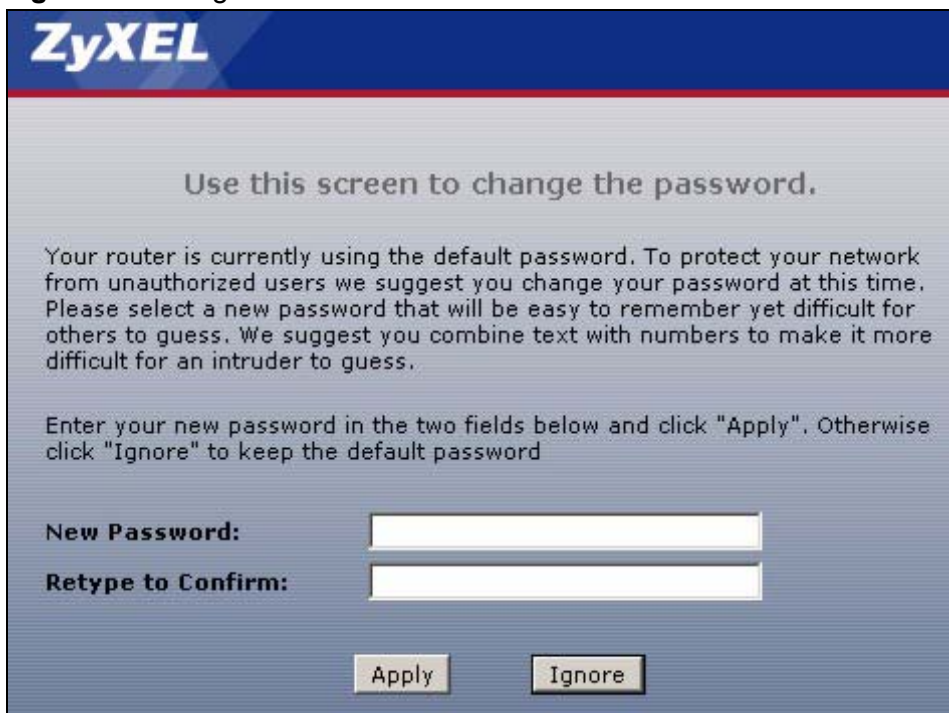 ZyXEL
Use this screen to change the password.
Your router is currently using the default password. To protect your network
from unauthorized users we suggest you change your password at this time.
Please select a new password that will be easy to remember yet difficult for
others to guess. We suggest you combine text with numbers to make it more
difficult for an intruder to guess.
Enter your new password in the two fields below and click "Apply". Otherwise
click "Ignore" to keep the default password
New Password:
Retype to Confirm:
Apply Ignore